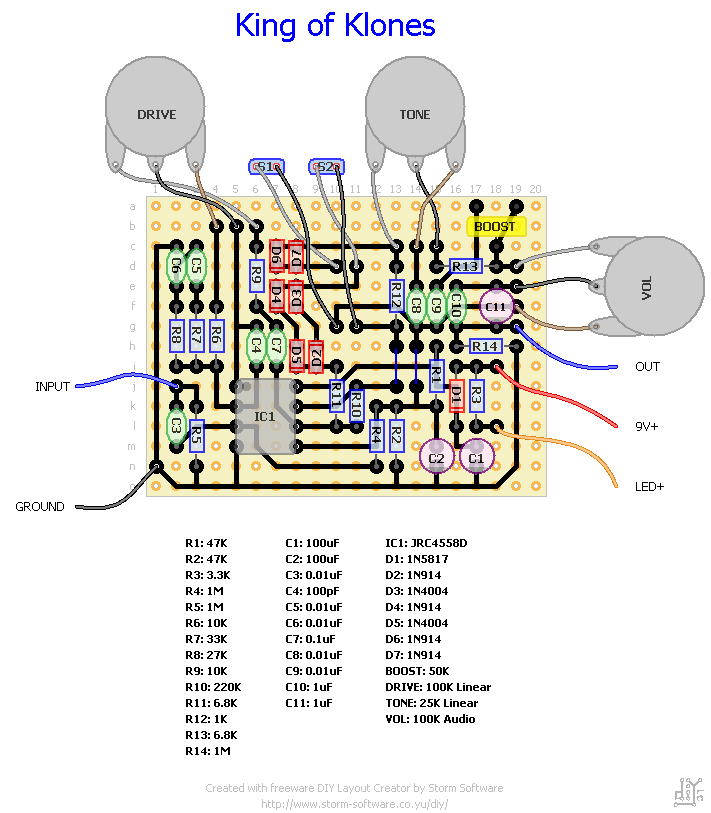 King of Klones
DRIVE
TONE
S1
S2
1 2 3 4 5 6 7 8 9 10 11 12 13 14 15 16 17 18 19 20
a
b
BOOST
c
d
C6
C5
R9
D6
D7
R13
e
f
D4
D3
R12
C8
C9
C10
C11
VOL
g
h
R8
R7
R6
C4
C7
D5
D2
R14
OUT
INPUT
i
j
k
l
m
n
o
IC1
R11
R10
R1
D1
R3
C3
R5
R4
R2
9V+
C2
C1
LED+
GROUND
R1: 47K
R2: 47K
R3: 3.3K
R4: 1M
R5: 1M
R6: 10K
R7: 33K
R8: 27K
R9: 10K
R10: 220K
R11: 6.8K
R12: 1K
R13: 6.8K
R14: 1M
C1: 100uF
C2: 100uF
C3: 0.01uF
C4: 100pF
C5: 0.01uF
C6: 0.01uF
C7: 0.1uF
C8: 0.01uF
C9: 0.01uF
C10: 1uF
C11: 1uF
IC1: JRC4558D
D1: 1N5817
D2: 1N914
D3: 1N4004
D4: 1N914
D5: 1N4004
D6: 1N914
D7: 1N914
BOOST: 50K
DRIVE: 100K Linear
TONE: 25K Linear
VOL: 100K Audio
Created with freeware DIY Layout Creator by Storm Software
http://www.storm-software.co.yu/diy/